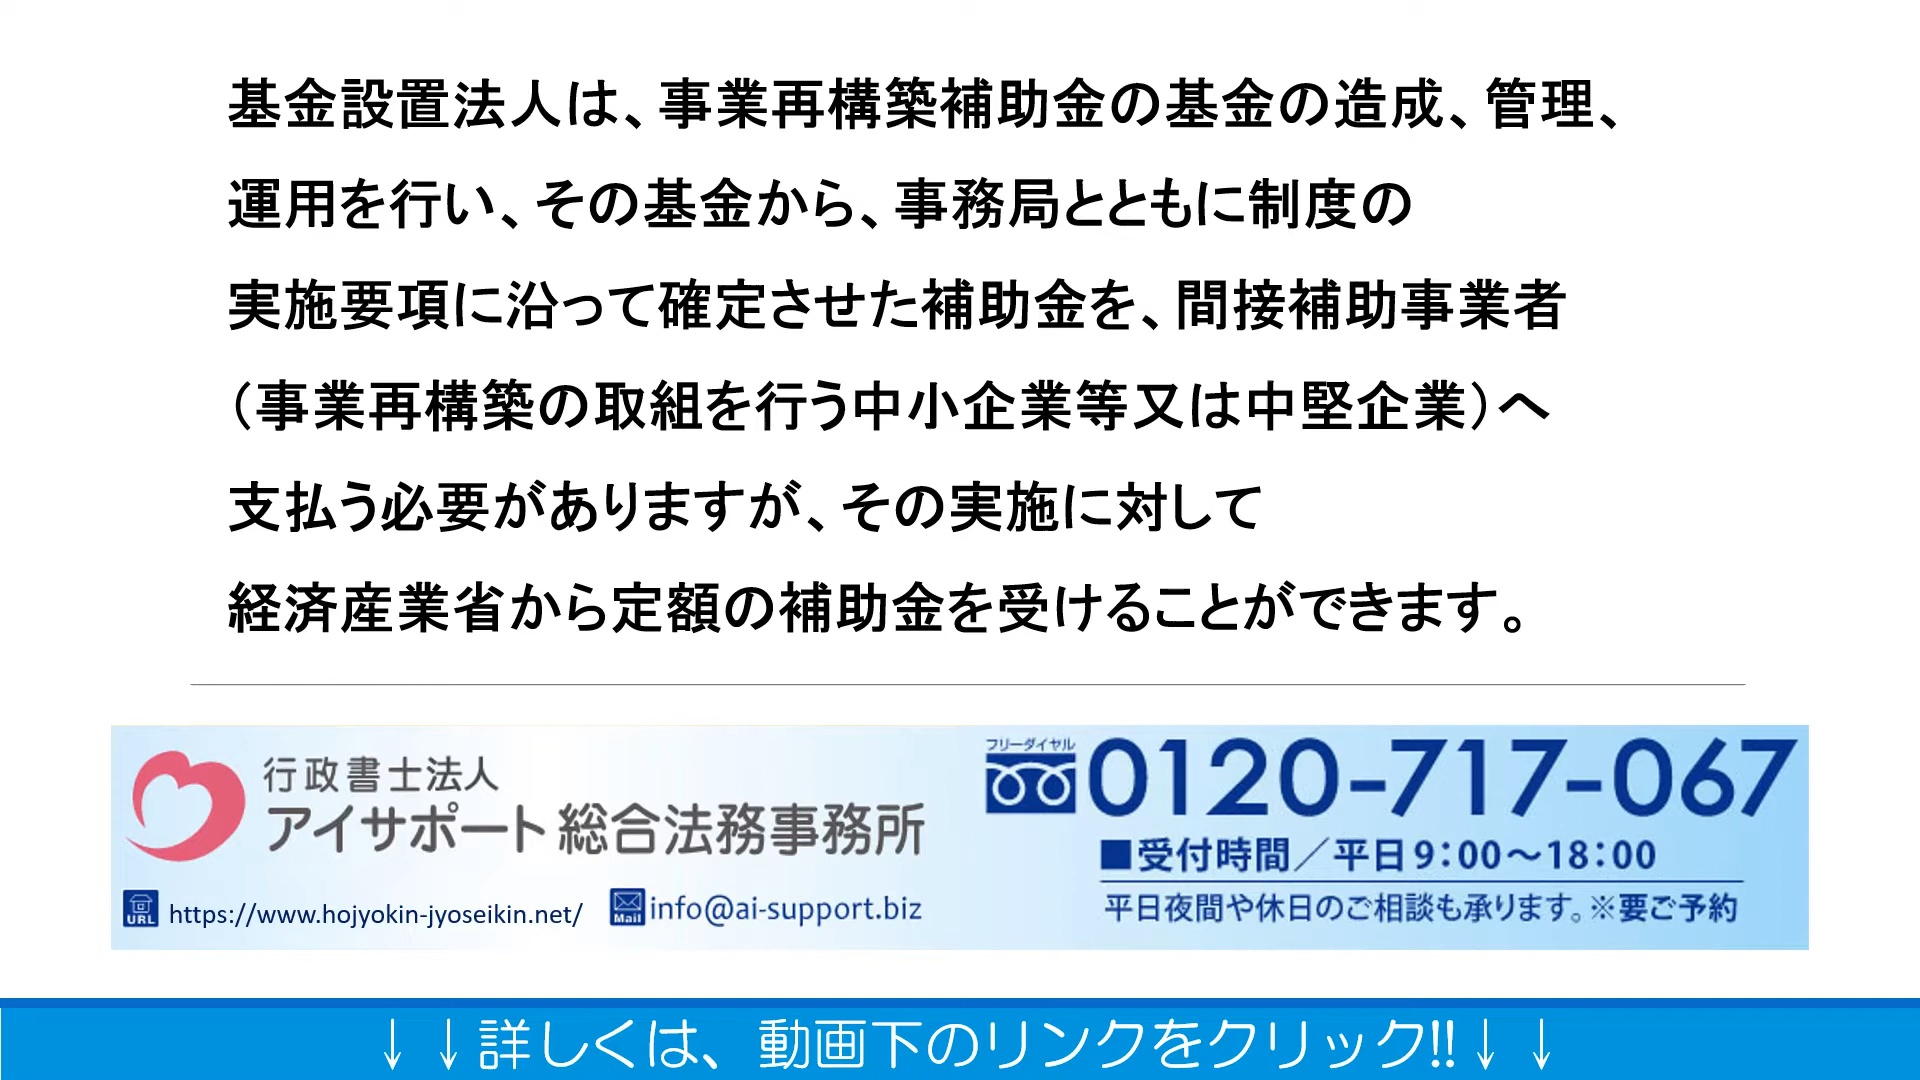 基金設置法人は、事業再構築補助金の基金の造成、管理、
運用を行い、その基金から、事務局とともに制度の
実施要項に沿って確定させた補助金を、間接補助事業者
（事業再構築の取組を行う中小企業等又は中堅企業）へ
支払う必要がありますが、その実施に対して
経済産業省から定額の補助金を受けることができます。
行政書士法人
アイサポート総合法務事務所
URL https://www.hojyokin-jyoseikin.net/
Mail info@ai-support.biz
フリーダイヤル
0120-717-067
■受付時間／平日9：00～18：00
平日夜間や休日のご相談も承ります。※要ご予約
↓↓詳しくは、動画下のリンクをクリック!!↓↓